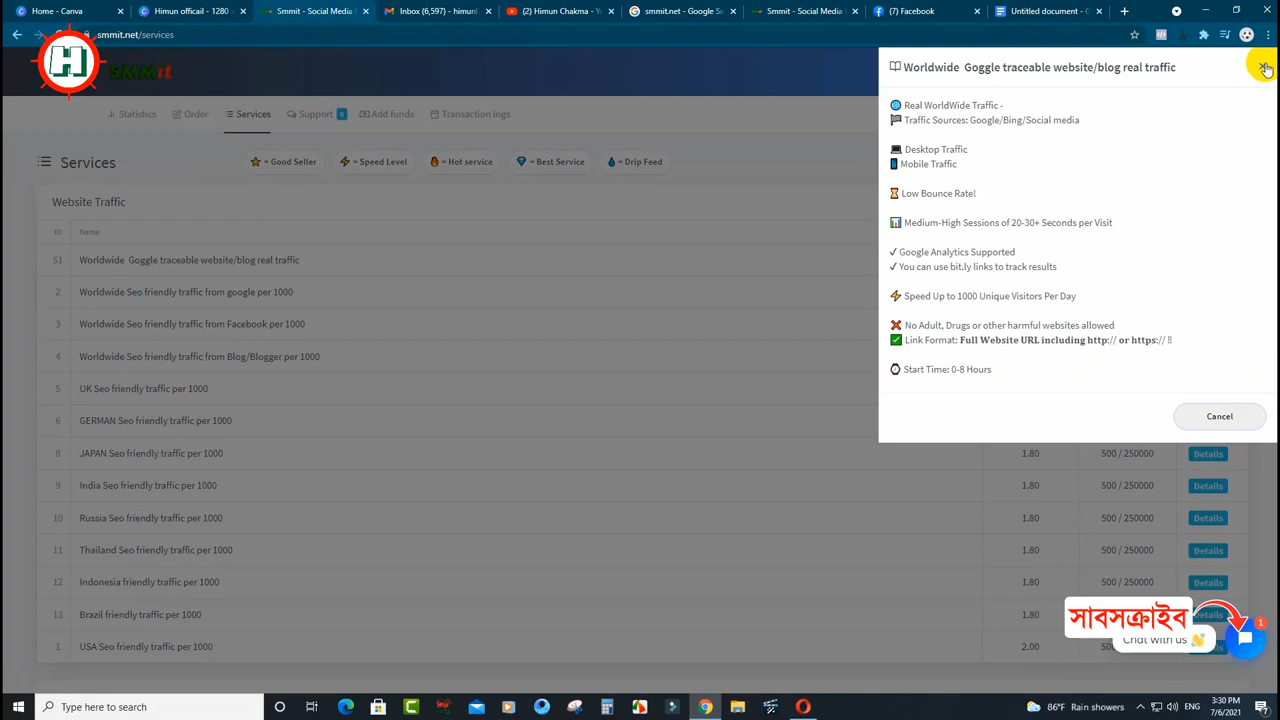 Home - Canva
Himun officail - 1280
Smmit - Social Media
Inbox (6,597) - himunl
(2) Himun Chakma - Y
smmit.net - Google Se
Smmit - Social Media
(7) Facebook
Untitled document - G
smmit.net/services
H
SMMit
Statistics
Order
Services
Support 0
Add funds
Transaction logs
Services
= Good Seller
= Speed Level
= Hot service
= Best Service
= Drip Feed
Website Traffic
ID Name
51 Worldwide Goggle traceable website/blog real traffic
2 Worldwide Seo friendly traffic from google per 1000
3 Worldwide Seo friendly traffic from Facebook per 1000
4 Worldwide Seo friendly traffic from Blog/Blogger per 1000
5 UK Seo friendly traffic per 1000
6 GERMAN Seo friendly traffic per 1000
8 JAPAN Seo friendly traffic per 1000 1.80 500 / 250000 Details
9 India Seo friendly traffic per 1000 1.80 500 / 250000 Details
10 Russia Seo friendly traffic per 1000 1.80 500 / 250000 Details
11 Thailand Seo friendly traffic per 1000 1.80 500 / 250000 Details
12 Indonesia Seo friendly traffic per 1000 1.80 500 / 250000 Details
13 Brazil friendly traffic per 1000 1.80 500 / 250000 Details
1 USA Seo friendly traffic per 1000 2.00
Worldwide Goggle traceable website/blog real traffic
Real WorldWide Traffic -
Traffic Sources: Google/Bing/Social media
Desktop Traffic
Mobile Traffic
Low Bounce Rate!
Medium-High Sessions of 20-30+ Seconds per Visit
✓ Google Analytics Supported
✓ You can use bit.ly links to track results
Speed Up to 1000 Unique Visitors Per Day
No Adult, Drugs or other harmful websites allowed
Link Format: Full Website URL including http:// or https:// !!
Start Time: 0-8 Hours
Cancel
সাবসক্রাইব
Chat with us
1
Type here to search
86°F Rain showers
ENG
3:30 PM
7/6/2021